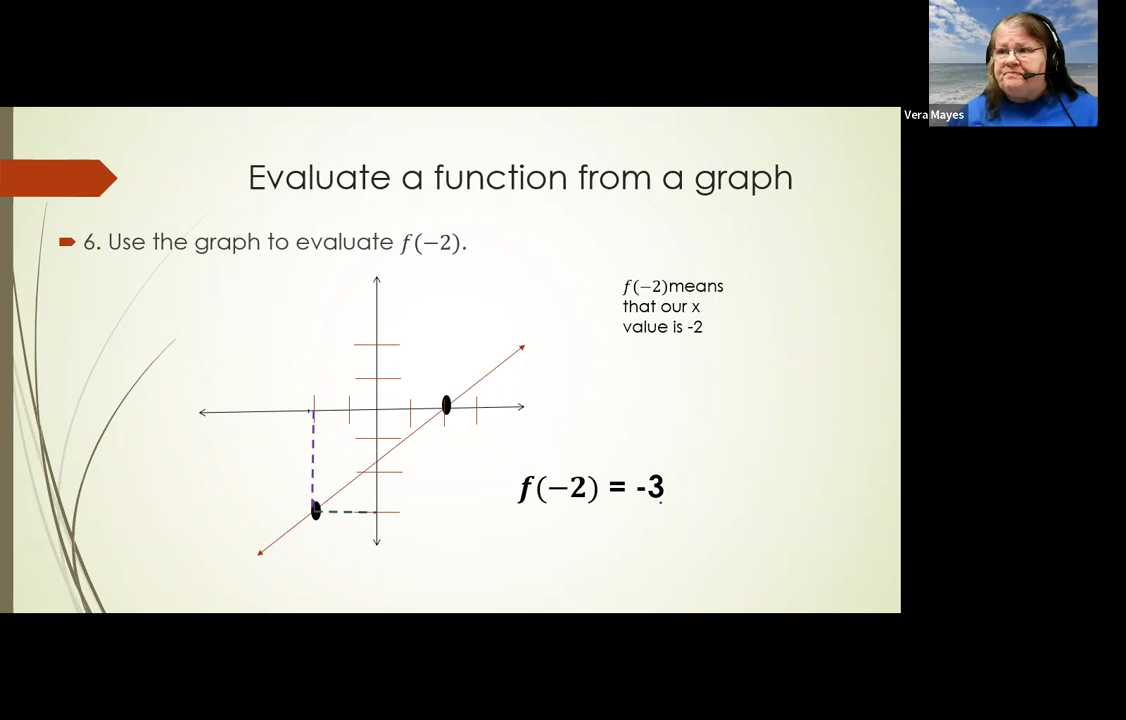 Vera Mayes
Evaluate a function from a graph
6. Use the graph to evaluate f(−2).
f(−2)means
that our x
value is -2
f(−2) = -3